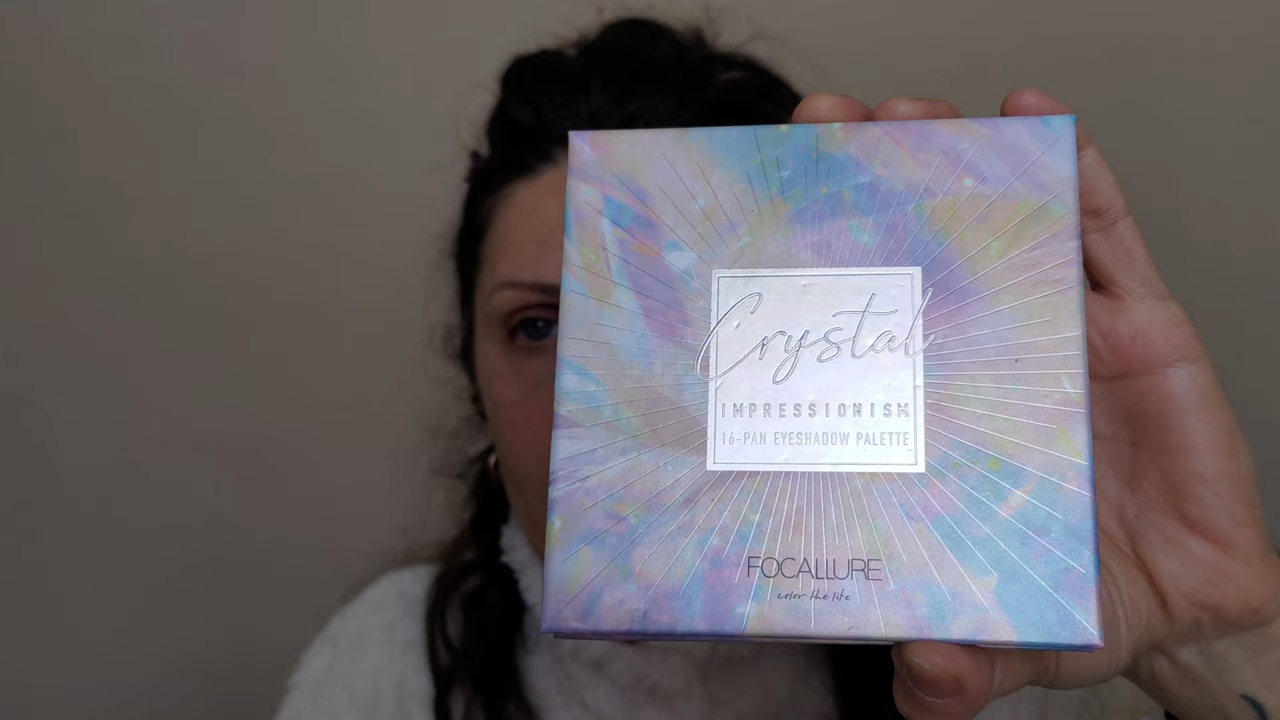 Crystal
IMPRESSIONISM
16-PAN EYESHADOW PALETTE
FOCALLURE
color the life